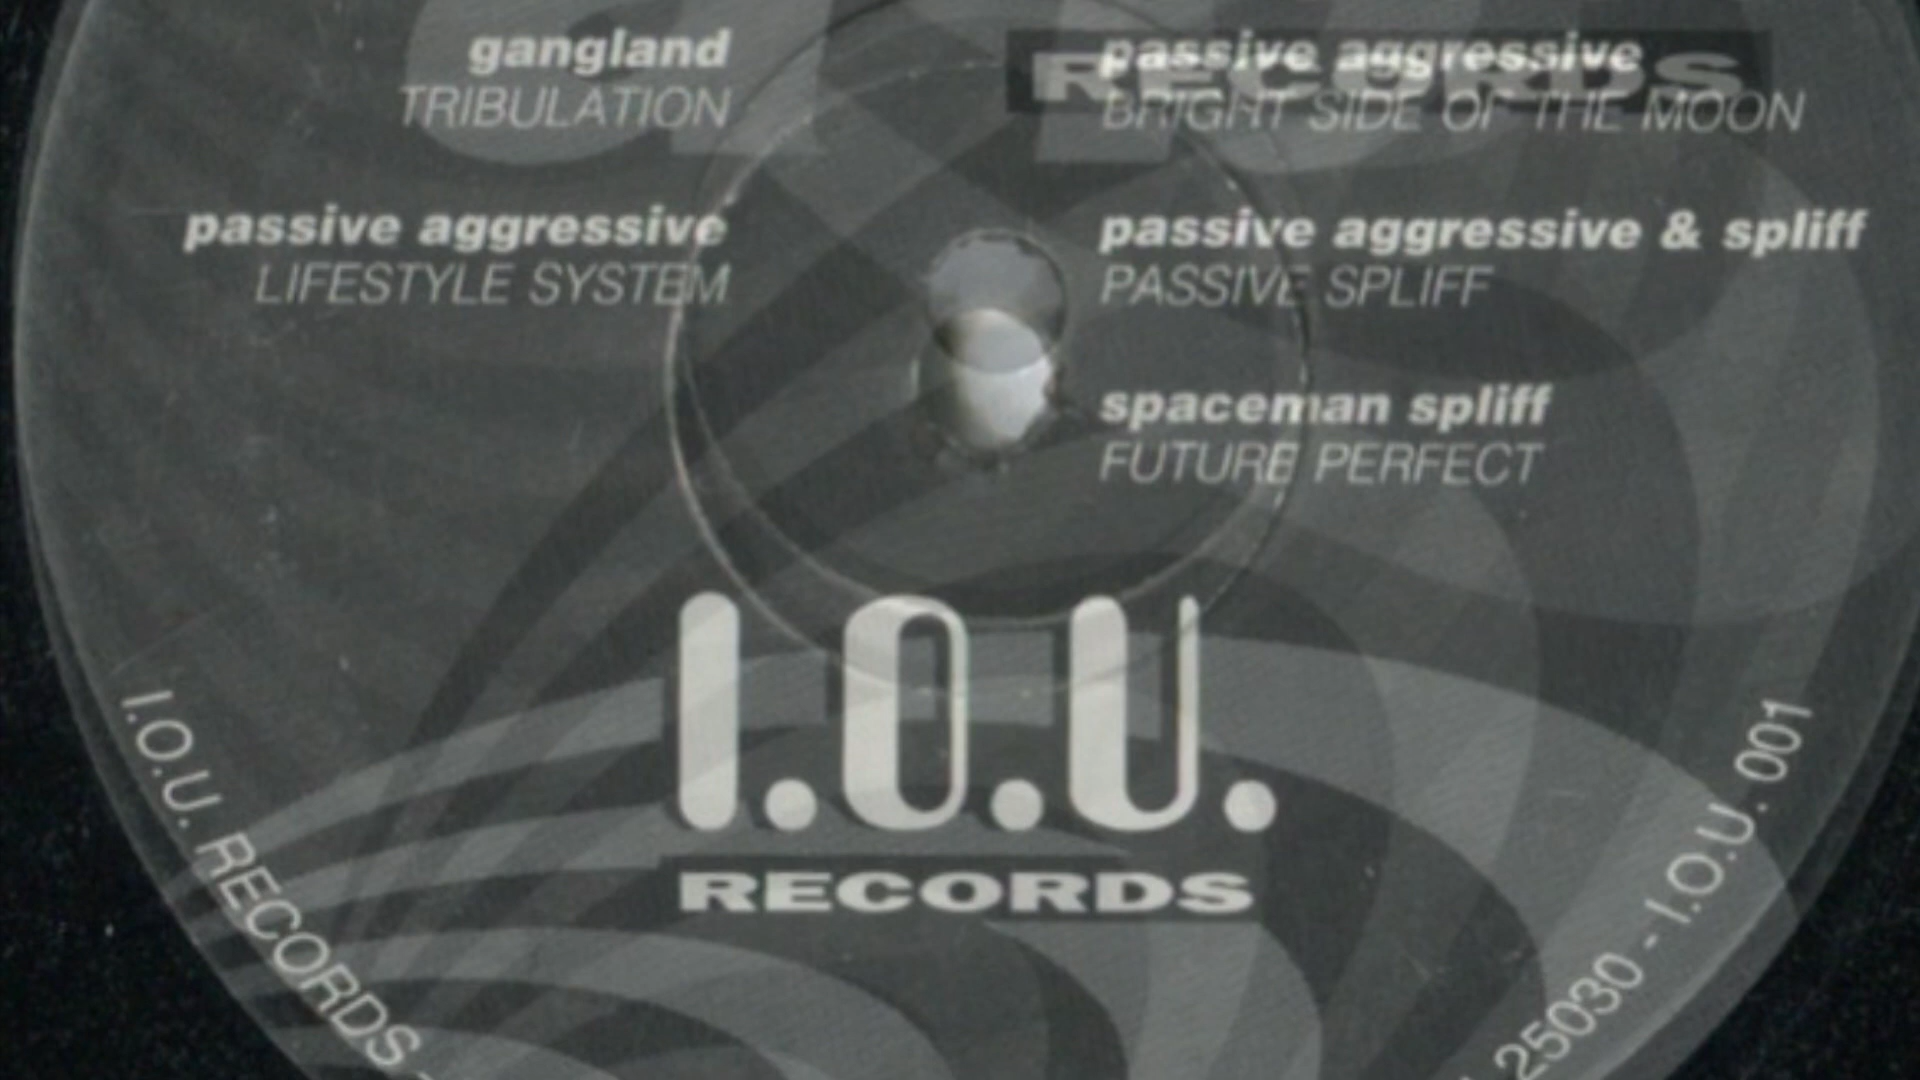 gangland
TRIBULATION
passive aggressive
LIFESTYLE SYSTEM
RECORDS
passive aggressive
BRIGHT SIDE OF THE MOON
passive aggressive & spliff
PASSIVE SPLIFF
spaceman spliff
FUTURE PERFECT
I.O.U.
RECORDS
I.O.U. RECORDS -
25030 - I.O.U. 001